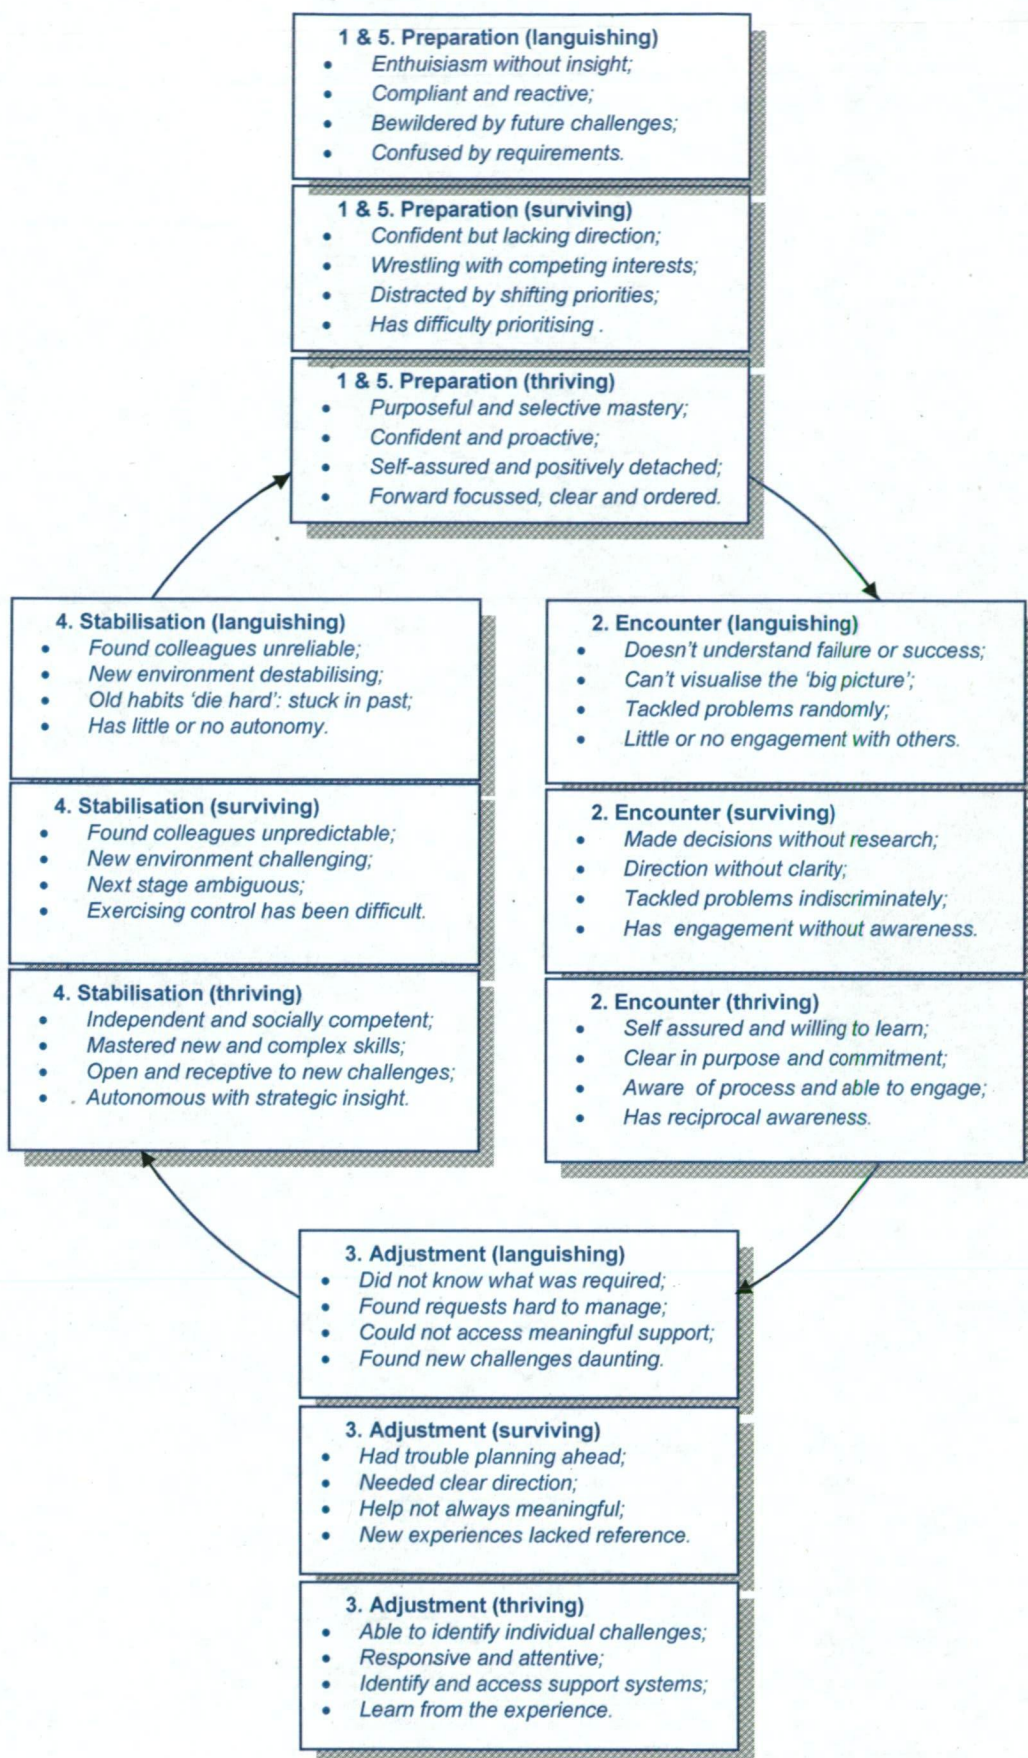 1 & 5. Preparation (languishing)
• Enthuisiasm without insight;
• Compliant and reactive;
• Bewildered by future challenges;
• Confused by requirements.
1 & 5. Preparation (surviving)
• Confident but lacking direction;
• Wrestling with competing interests;
• Distracted by shifting priorities;
• Has difficulty prioritising .
1 & 5. Preparation (thriving)
• Purposeful and selective mastery;
• Confident and proactive;
• Self-assured and positively detached;
• Forward focussed, clear and ordered.
4. Stabilisation (languishing)
• Found colleagues unreliable;
• New environment destabilising;
• Old habits ‘die hard’: stuck in past;
• Has little or no autonomy.
4. Stabilisation (surviving)
• Found colleagues unpredictable;
• New environment challenging;
• Next stage ambiguous;
• Exercising control has been difficult.
4. Stabilisation (thriving)
• Independent and socially competent;
• Mastered new and complex skills;
• Open and receptive to new challenges;
• Autonomous with strategic insight.
2. Encounter (languishing)
• Doesn’t understand failure or success;
• Can’t visualise the ‘big picture’;
• Tackled problems randomly;
• Little or no engagement with others.
2. Encounter (surviving)
• Made decisions without research;
• Direction without clarity;
• Tackled problems indiscriminately;
• Has engagement without awareness.
2. Encounter (thriving)
• Self assured and willing to learn;
• Clear in purpose and commitment;
• Aware of process and able to engage;
• Has reciprocal awareness.
3. Adjustment (languishing)
• Did not know what was required;
• Found requests hard to manage;
• Could not access meaningful support;
• Found new challenges daunting.
3. Adjustment (surviving)
• Had trouble planning ahead;
• Needed clear direction;
• Help not always meaningful;
• New experiences lacked reference.
3. Adjustment (thriving)
• Able to identify individual challenges;
• Responsive and attentive;
• Identify and access support systems;
• Learn from the experience.